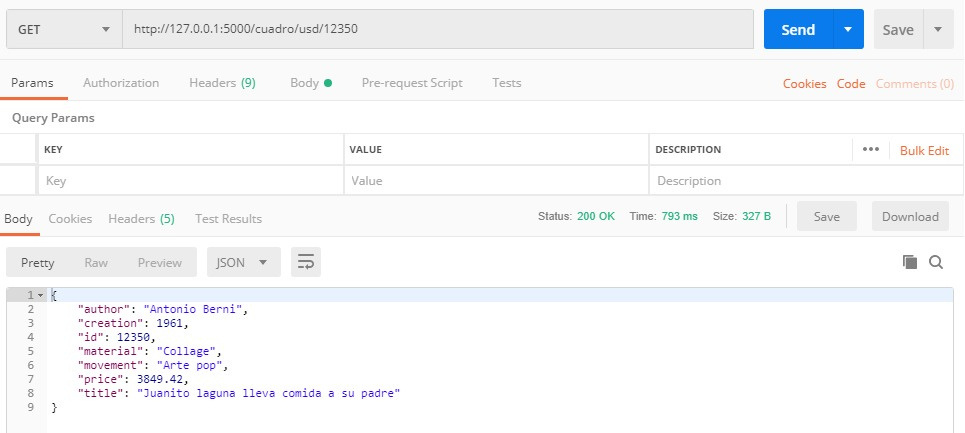 GET http://127.0.0.1:5000/cuadro/usd/12350 Send Save
Params Authorization Headers (9) Body Pre-request Script Tests Cookies Code Comments (0)
Query Params
KEY VALUE DESCRIPTION ••• Bulk Edit
Key Value Description
Body Cookies Headers (5) Test Results Status: 200 OK Time: 793 ms Size: 327 B Save Download
Pretty Raw Preview JSON
1 {
2 "author": "Antonio Berni",
3 "creation": 1961,
4 "id": 12350,
5 "material": "Collage",
6 "movement": "Arte pop",
7 "price": 3849.42,
8 "title": "Juanito laguna lleva comida a su padre"
9 }